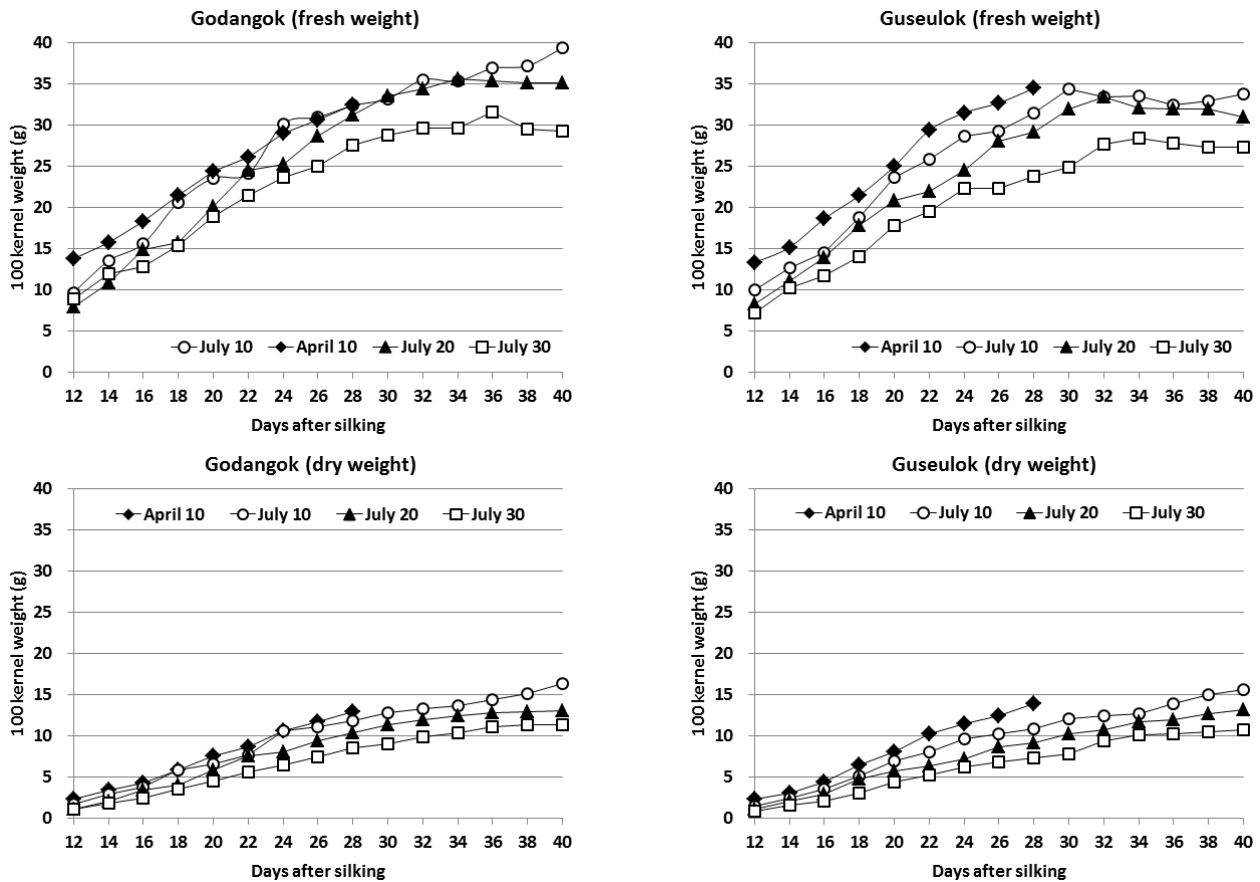 Godangok (fresh weight)
40
35
30
25
20
15
10
5
0
100 kernel weight (g)
July 10 April 10 July 20 July 30
12 14 16 18 20 22 24 26 28 30 32 34 36 38 40
Days after silking
Guseulok (fresh weight)
40
35
30
25
20
15
10
5
0
100 kernel weight (g)
April 10 July 10 July 20 July 30
12 14 16 18 20 22 24 26 28 30 32 34 36 38 40
Days after silking
Godangok (dry weight)
40
35
30
25
20
15
10
5
0
100 kernel weight (g)
April 10 July 10 July 20 July 30
12 14 16 18 20 22 24 26 28 30 32 34 36 38 40
Days after silking
Guseulok (dry weight)
40
35
30
25
20
15
10
5
0
100 kernel weight (g)
April 10 July 10 July 20 July 30
12 14 16 18 20 22 24 26 28 30 32 34 36 38 40
Days after silking